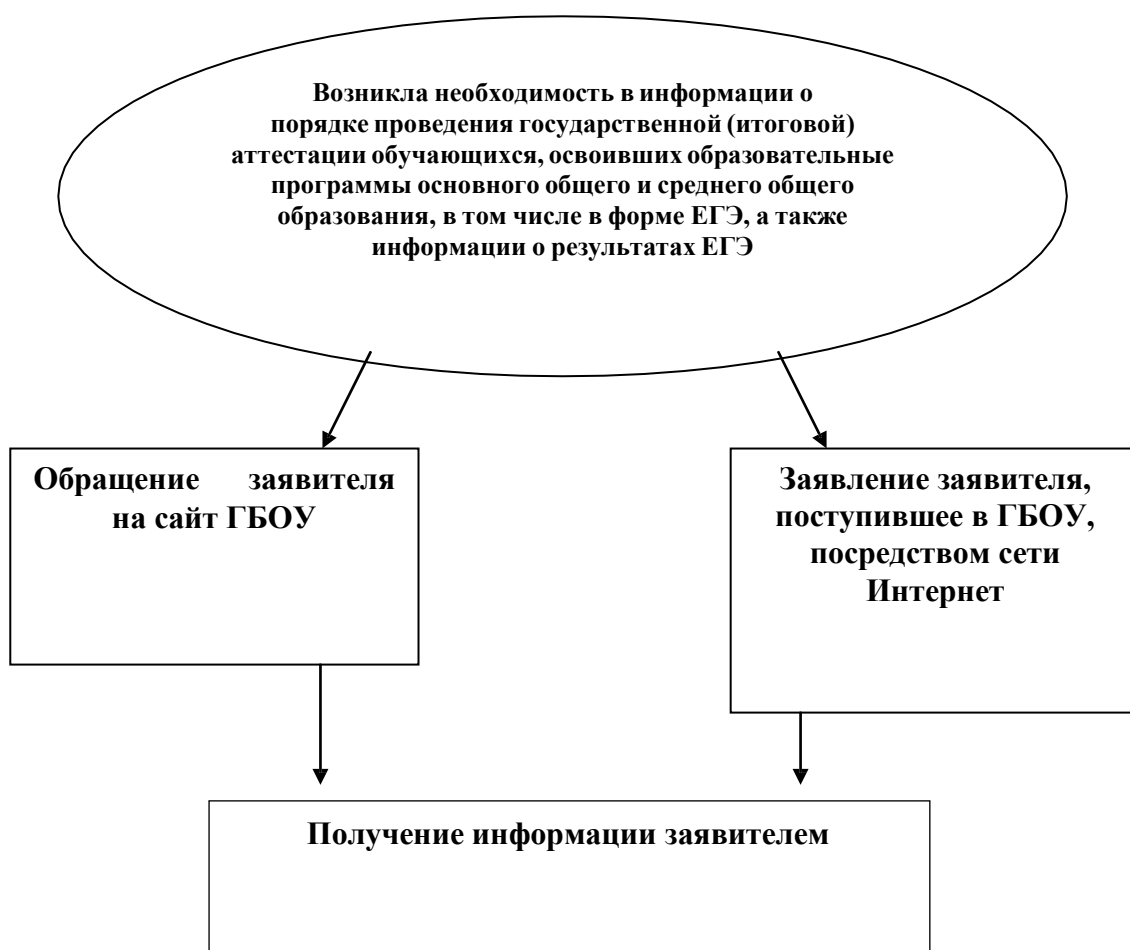 Возникла необходимость в информации о
порядке проведения государственной (итоговой)
аттестации обучающихся, освоивших образовательные
программы основного общего и среднего общего
образования, в том числе в форме ЕГЭ, а также
информации о результатах ЕГЭ
Обращение заявителя
на сайт ГБОУ
Заявление заявителя,
поступившее в ГБОУ,
посредством сети
Интернет
Получение информации заявителем